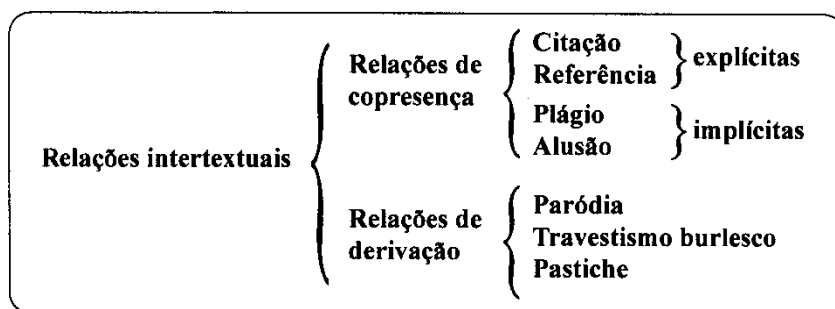 Relações intertextuais
Relações de
copresença
Citação
Referência
explícitas
Plágio
Alusão
implícitas
Relações de
derivação
Paródia
Travestismo burlesco
Pastiche